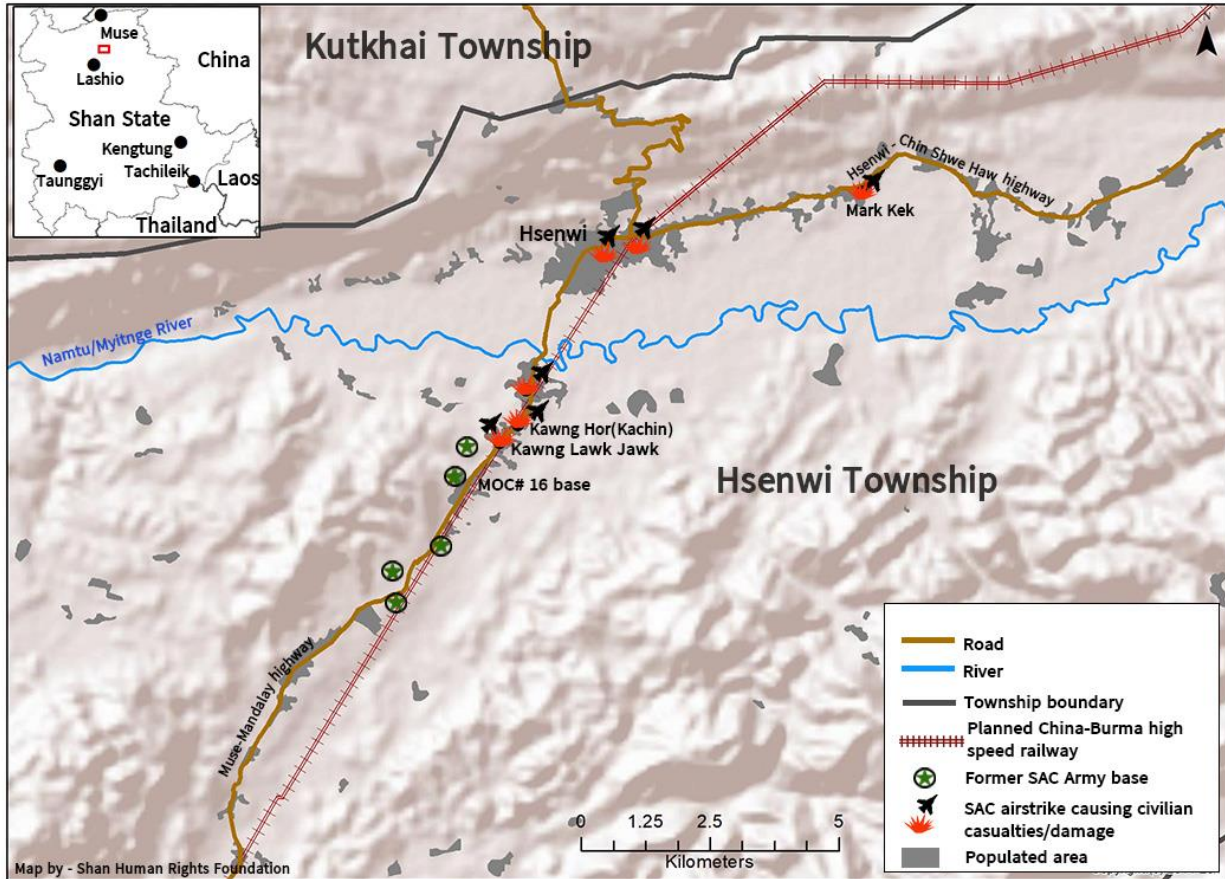 Muse
China
Lashio
Shan State
Kengtung
Taunggyi
Tachileik
Laos
Thailand
Kutkhai Township
N
Hsenwi - Chin Shwe Haw highway
Mark Kek
Hsenwi
Namtu/Myitnge River
Kawng Hor(Kachin)
Kawng Lawk Jawk
MOC# 16 base
Hsenwi Township
Muse-Mandalay highway
Road
River
Township boundary
Planned China-Burma high
speed railway
Former SAC Army base
SAC airstrike causing civilian
casualties/damage
Populated area
0 1.25 2.5 5
Kilometers
Map by - Shan Human Rights Foundation